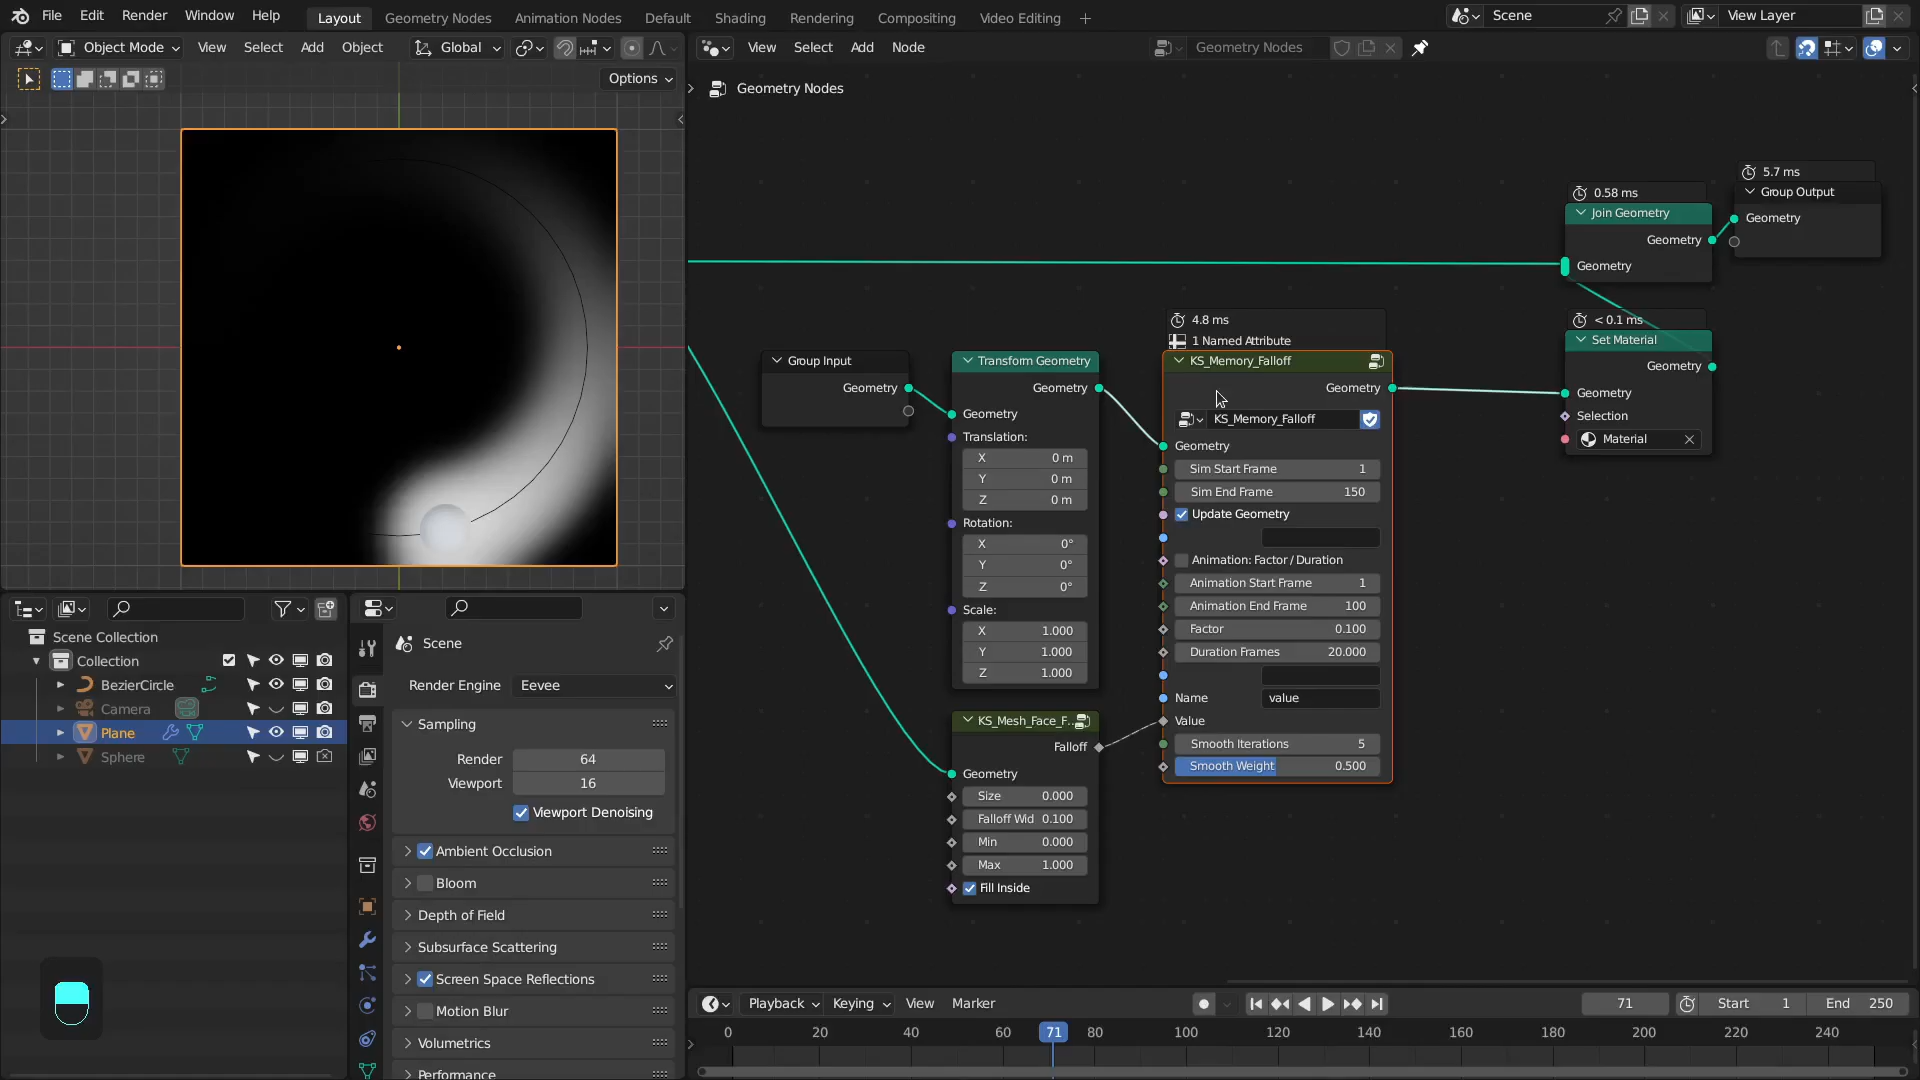 File Edit Render Window Help Layout Geometry Nodes Animation Nodes Default Shading Rendering Compositing Video Editing + Scene View Layer
Object Mode View Select Add Object Global
Options
View Select Add Node Geometry Nodes
Geometry Nodes
5.7 ms
Group Output
Geometry
0.58 ms
Join Geometry
Geometry
Geometry
< 0.1 ms
Set Material
Geometry
Geometry
Selection
Material
Group Input
Geometry
Transform Geometry
Geometry
Geometry
Translation:
X 0 m
Y 0 m
Z 0 m
Rotation:
X 0°
Y 0°
Z 0°
Scale:
X 1.000
Y 1.000
Z 1.000
KS_Mesh_Face_F..
Falloff
Geometry
Size 0.000
Falloff Wid 0.100
Min 0.000
Max 1.000
Fill Inside
4.8 ms
1 Named Attribute
KS_Memory_Falloff
Geometry
KS_Memory_Falloff
Geometry
Sim Start Frame 1
Sim End Frame 150
Update Geometry
Animation: Factor / Duration
Animation Start Frame 1
Animation End Frame 100
Factor 0.100
Duration Frames 20.000
Name value
Value
Smooth Iterations 5
Smooth Weight 0.500
Scene Collection
Collection
BezierCircle
Camera
Plane
Sphere
Scene
Render Engine Eevee
Sampling
Render 64
Viewport 16
Viewport Denoising
Ambient Occlusion
Bloom
Depth of Field
Subsurface Scattering
Screen Space Reflections
Motion Blur
Volumetrics
Performance
Playback Keying View Marker 71 Start 1 End 250
0 20 40 60 71 80 100 120 140 160 180 200 220 240